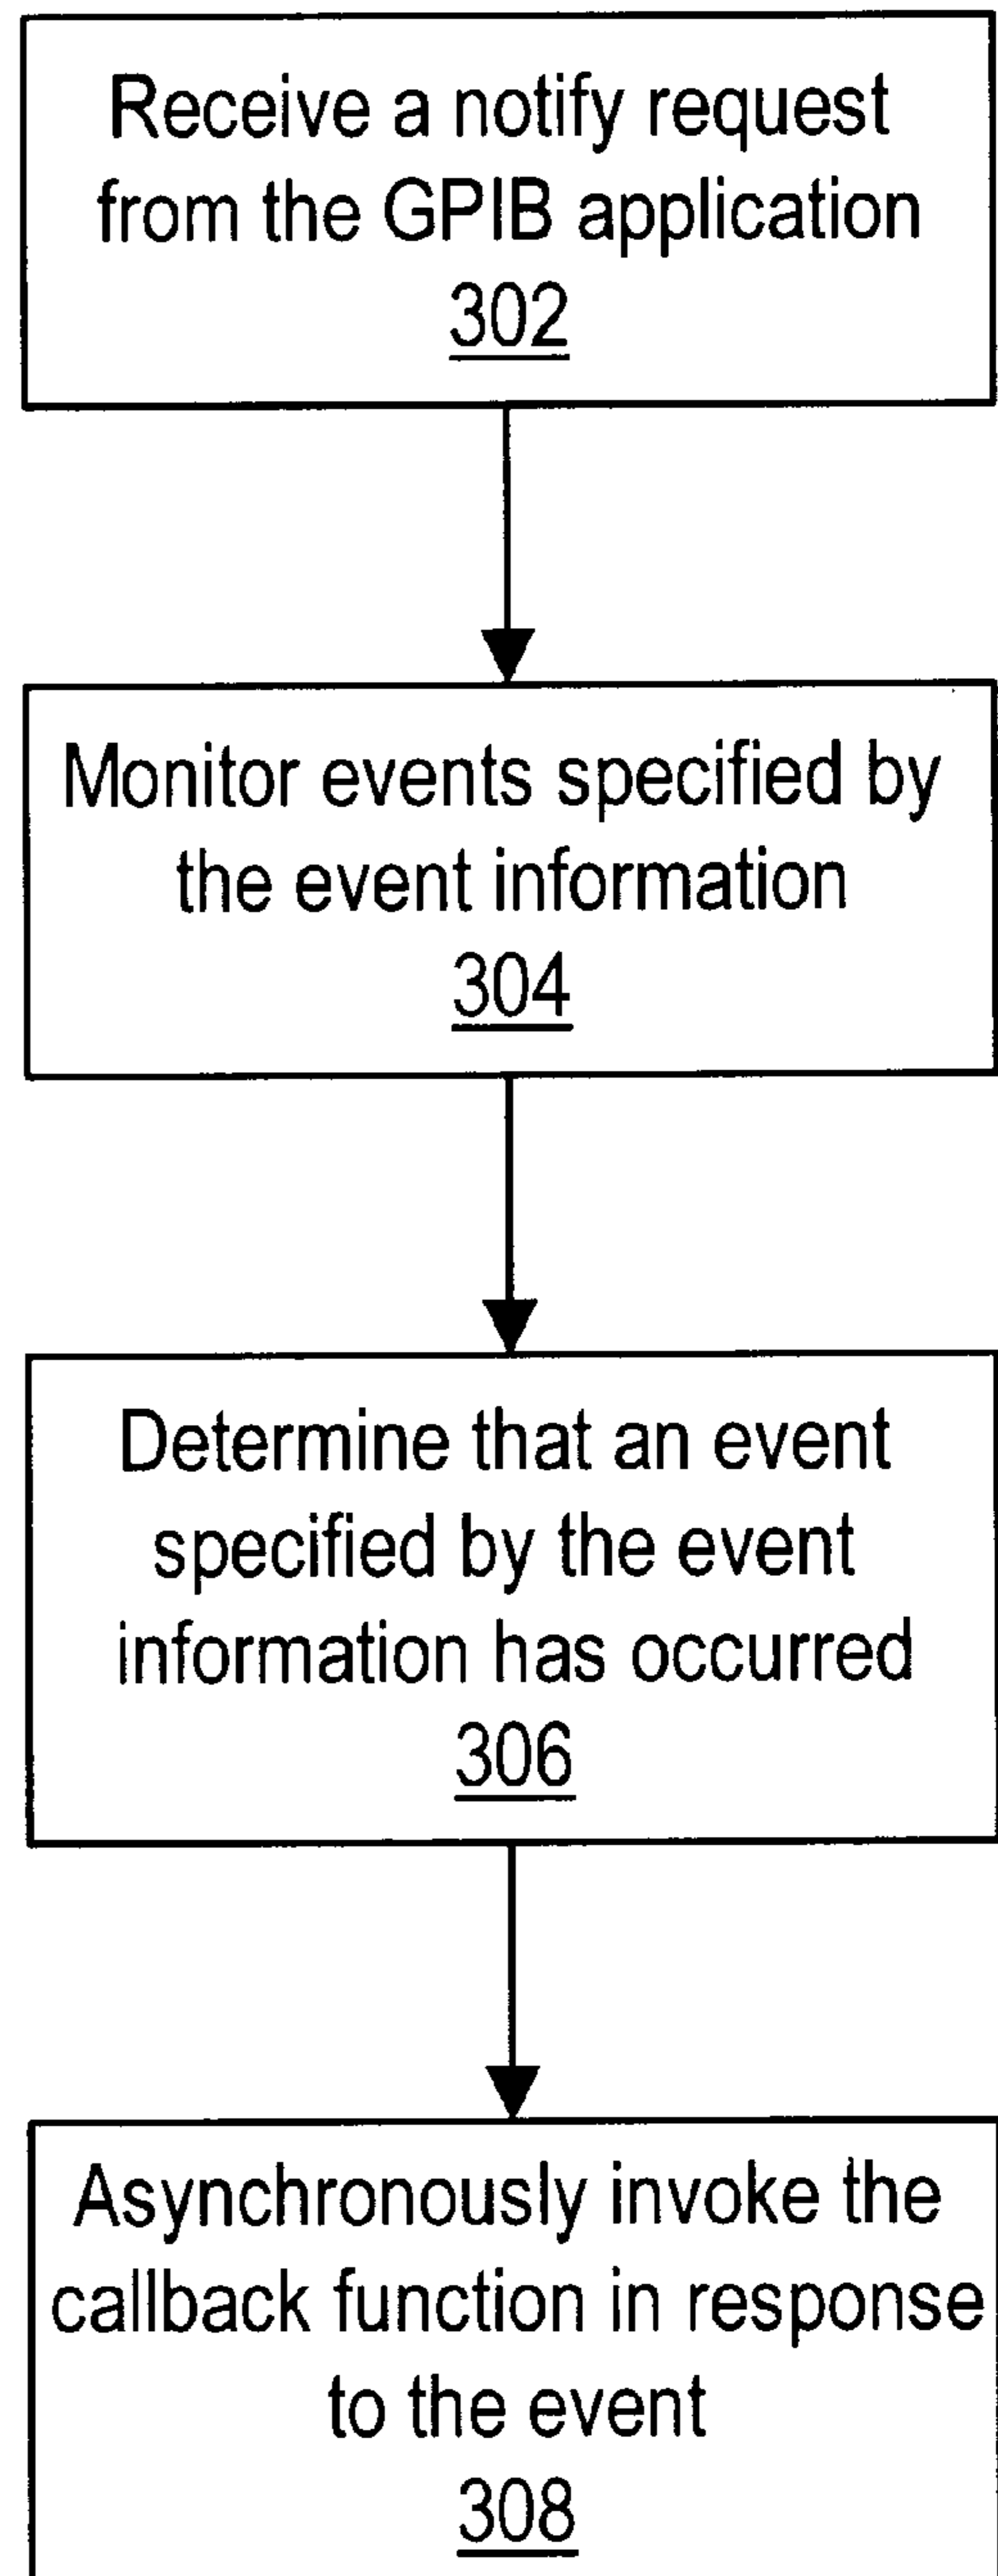 Receive a notify request
from the GPIB application
302
Monitor events specified by
the event information
304
Determine that an event
specified by the event
information has occurred
306
Asynchronously invoke the
callback function in response
to the event
308